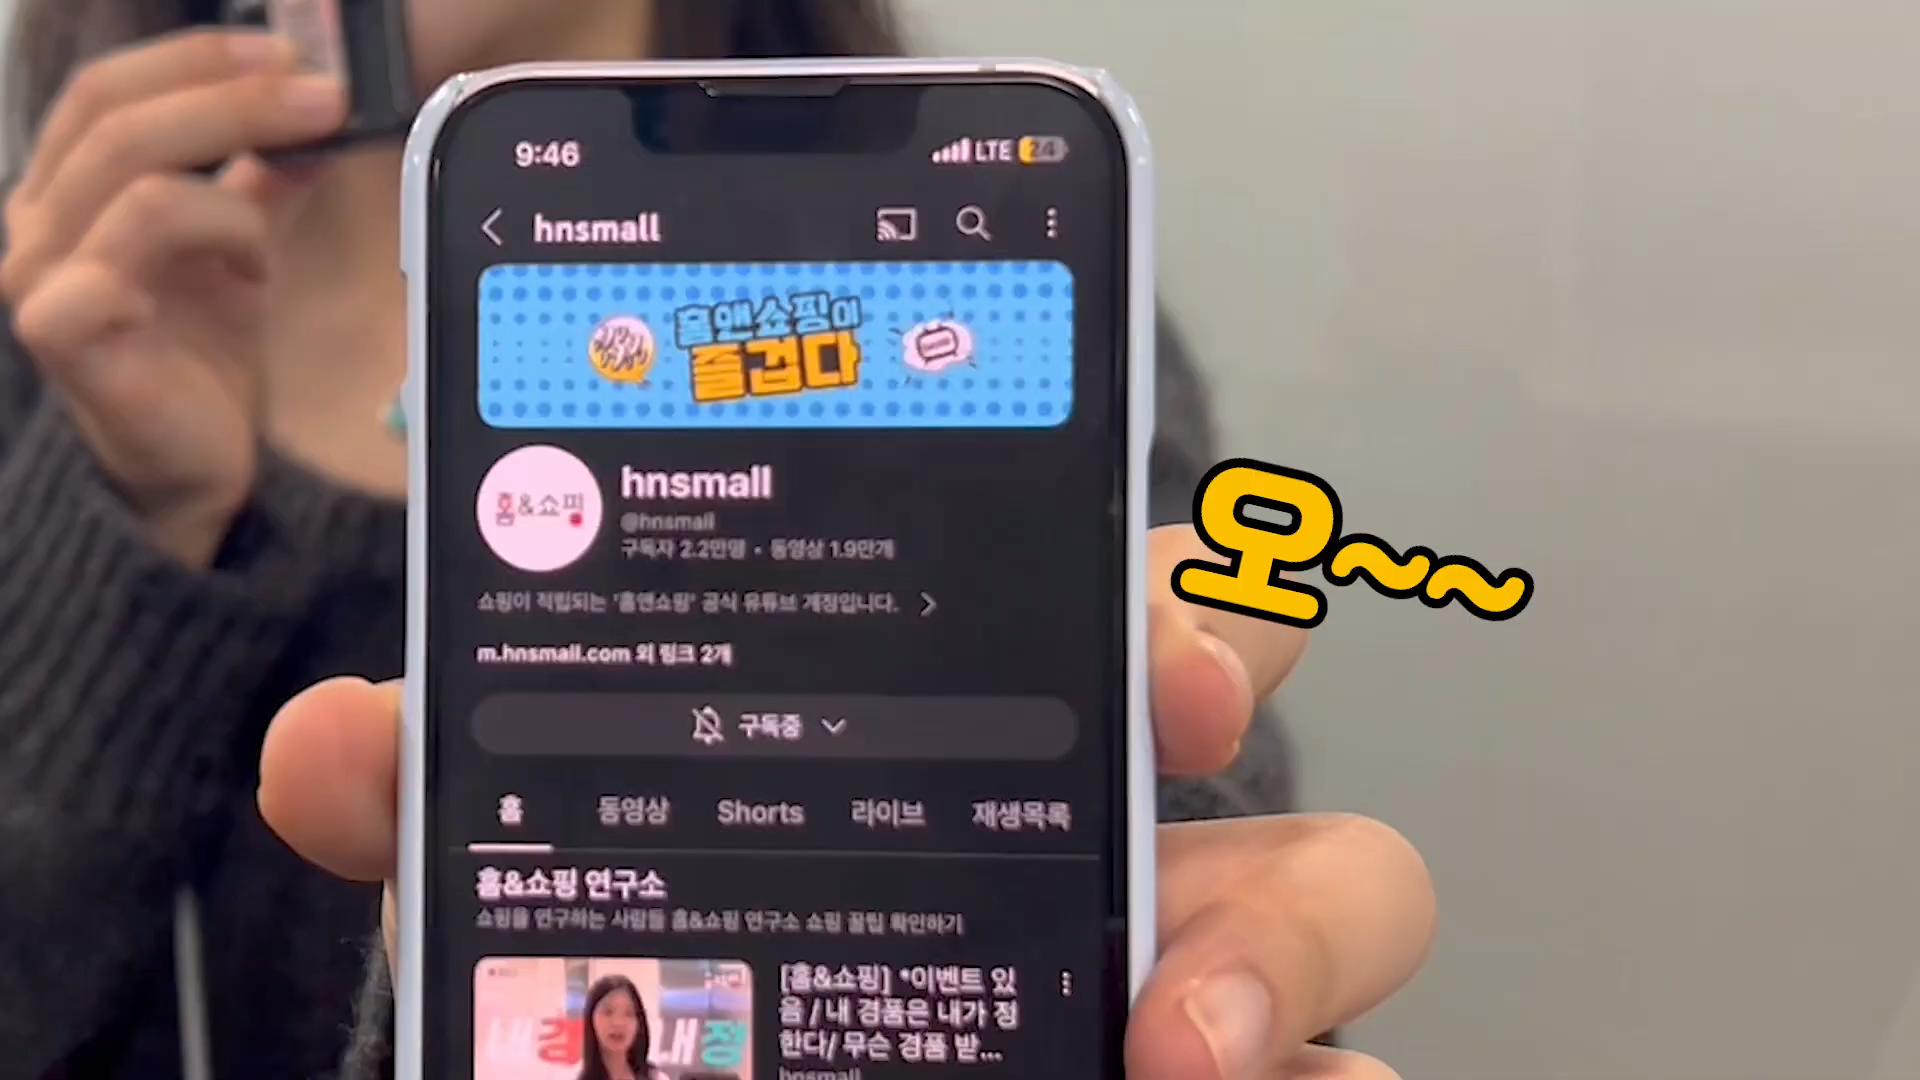 9:46
LTE 24
hnsmall
홈앤쇼핑이
즐겁다
홈&쇼핑
hnsmall
@hnsmall
구독자 2.2만명 • 동영상 1.9만개
쇼핑이 적립되는 '홈앤쇼핑' 공식 유튜브 계정입니다.
m.hnsmall.com 외 링크 2개
구독중
오~~
홈 동영상 Shorts 라이브 재생목록
홈&쇼핑 연구소
쇼핑을 연구하는 사람들 홈&쇼핑 연구소 쇼핑 꿀팁 확인하기
[홈&쇼핑] *이벤트 있
음 / 내 경품은 내가 정
한다/ 무슨 경품 받...
hnsmall
내경 내정